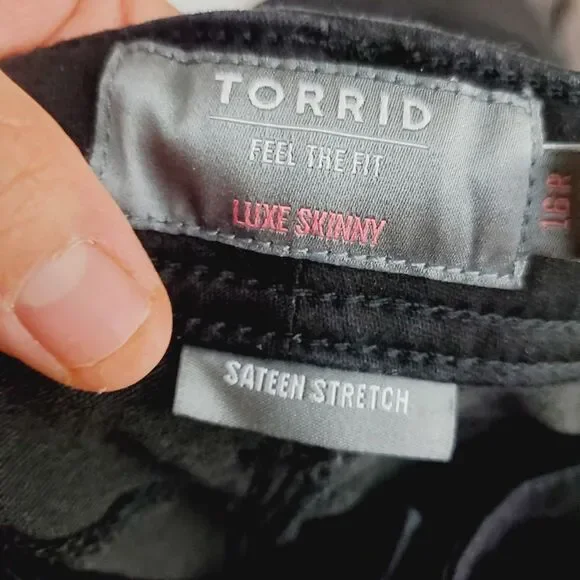 TORRID
FEEL THE FIT
LUXE SKINNY
16R
SATEEN STRETCH